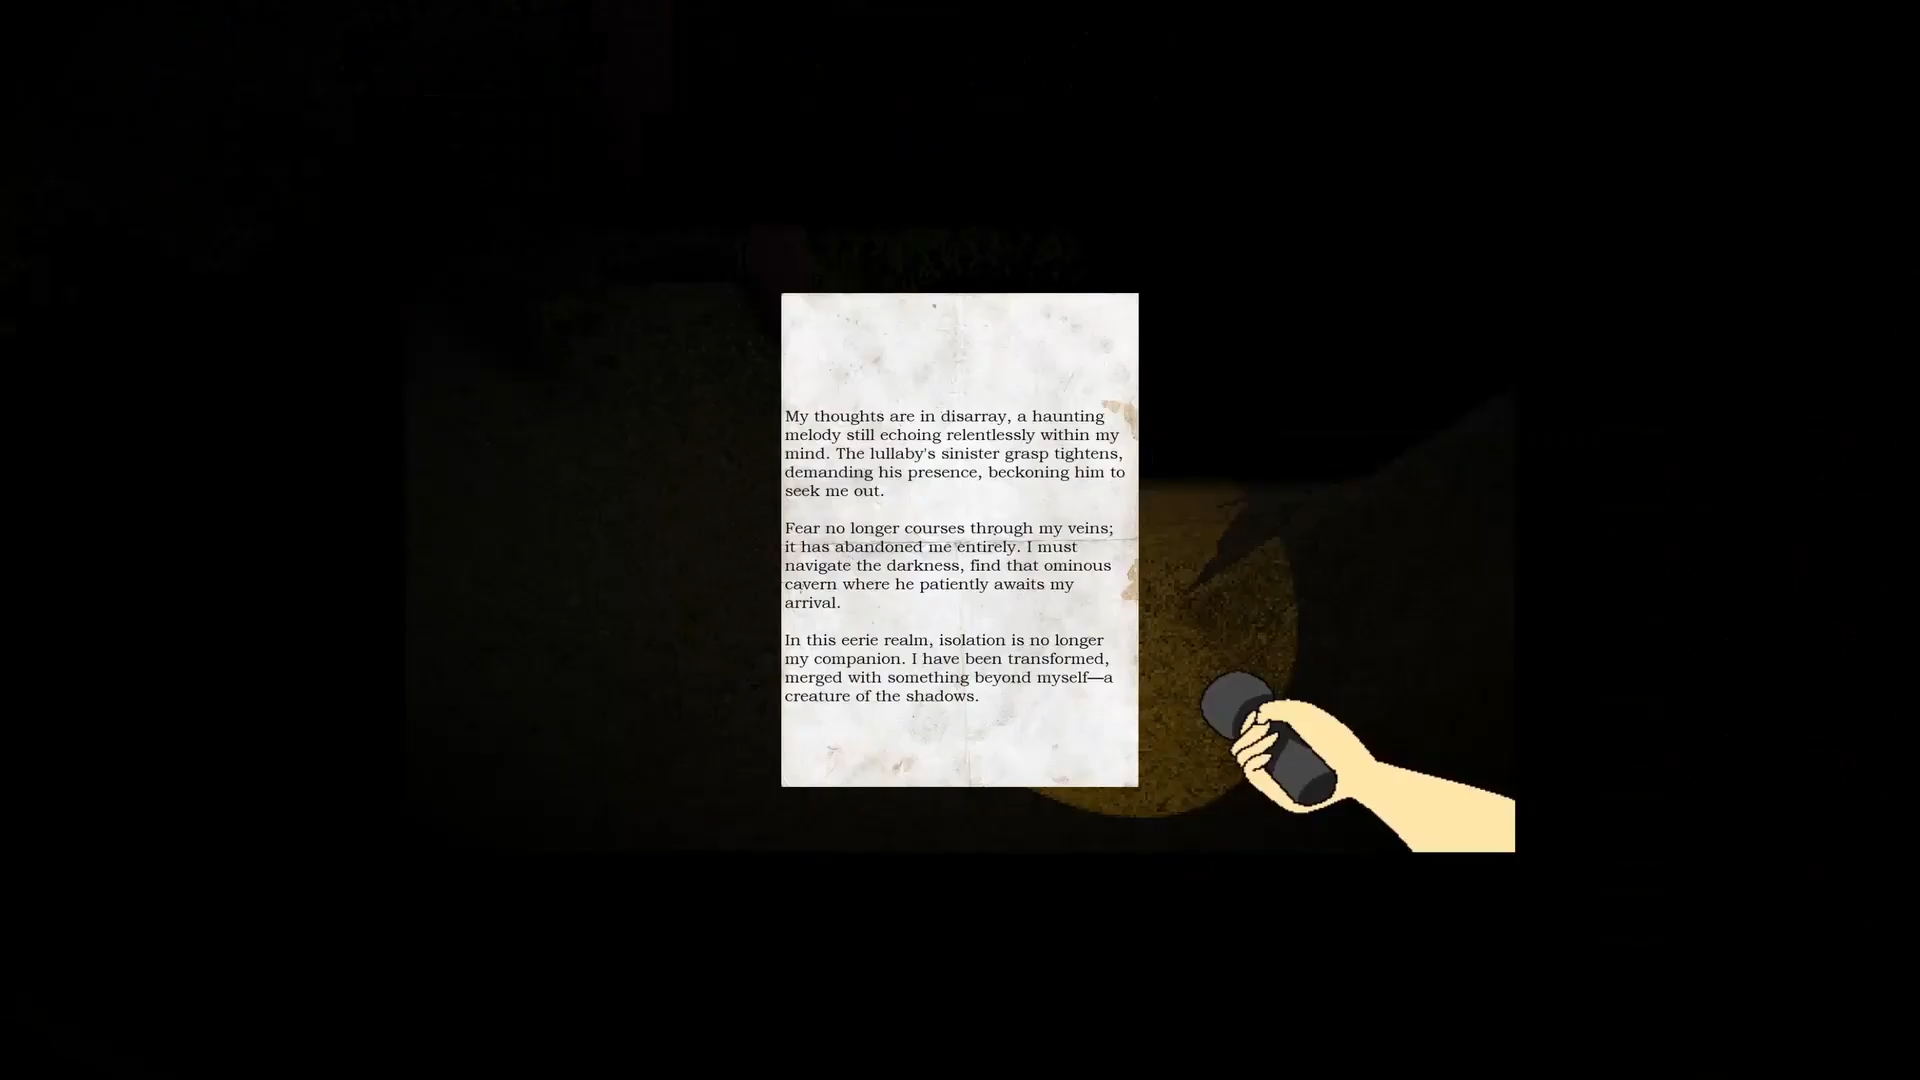 My thoughts are in disarray, a haunting
melody still echoing relentlessly within my
mind. The lullaby's sinister grasp tightens,
demanding his presence, beckoning him to
seek me out.
Fear no longer courses through my veins;
it has abandoned me entirely. I must
navigate the darkness, find that ominous
cavern where he patiently awaits my
arrival.
In this eerie realm, isolation is no longer
my companion. I have been transformed,
merged with something beyond myself—a
creature of the shadows.